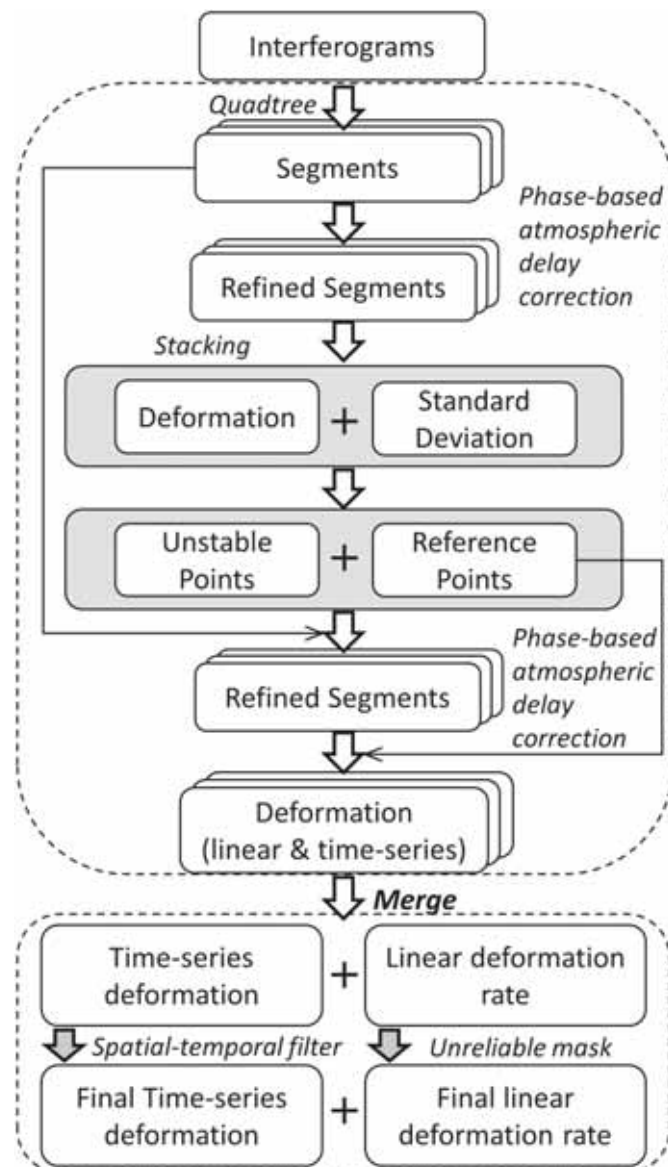 Interferograms
Quadtree
Segments
Phase-based
atmospheric
delay
correction
Refined Segments
Stacking
Deformation
+
Standard
Deviation
Unstable
Points
+
Reference
Points
Phase-based
atmospheric
delay
correction
Refined Segments
Deformation
(linear & time-series)
Merge
Time-series
deformation
+
Linear deformation
rate
Spatial-temporal filter
Unreliable mask
Final Time-series
deformation
+
Final linear
deformation rate